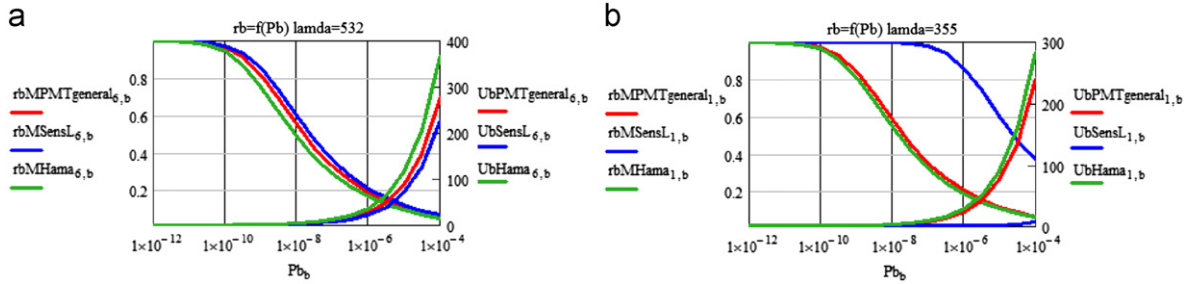 a
rb=f(Pb) lamda=532
0.8
0.6
0.4
0.2
rbMPMTgeneral6,b
rbMSensL6,b
rbMHama6,b
400
300
200
100
0
UbPMTgeneral6,b
UbSensL6,b
UbHama6,b
1×10-12 1×10-10 1×10-8 1×10-6 1×10-4
Pbb
b
rb=f(Pb) lamda=355
0.8
0.6
0.4
0.2
rbMPMTgeneral1,b
rbMSensL1,b
rbMHama1,b
300
200
100
0
UbPMTgeneral1,b
UbSensL1,b
UbHama1,b
1×10-12 1×10-10 1×10-8 1×10-6 1×10-4
Pbb